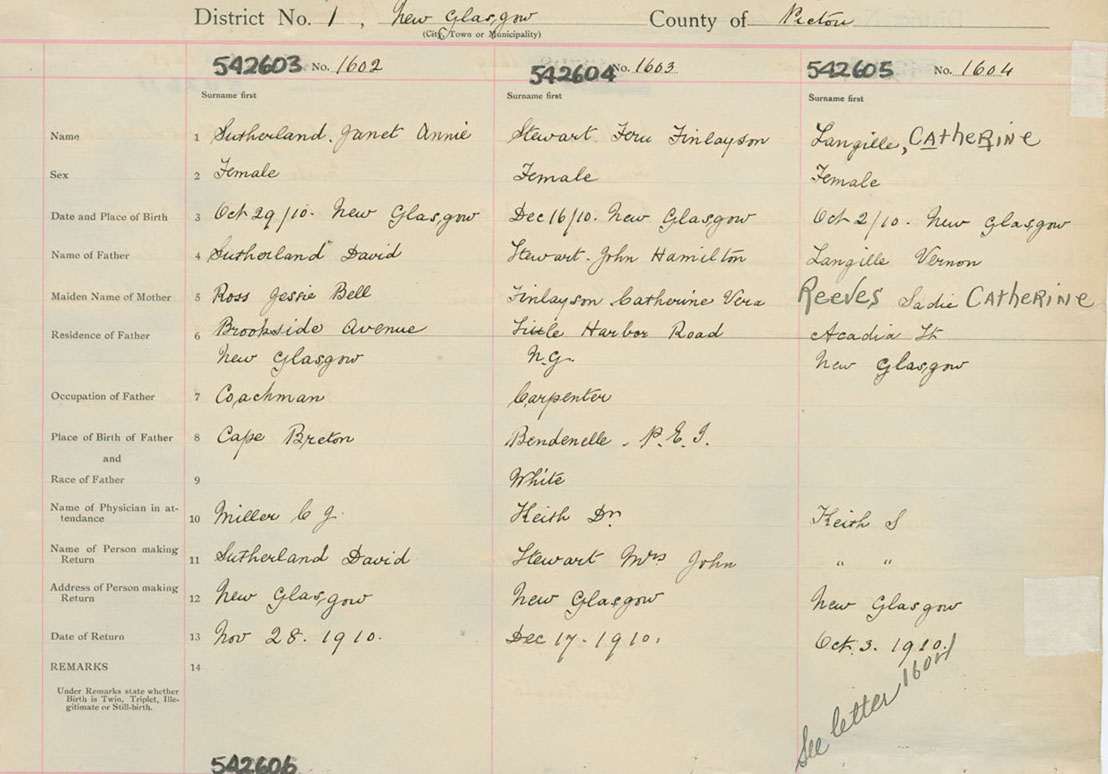 District No. 1, New Glasgow County of Pictou
(City, Town or Municipality)
542603 No. 1602 542604 No. 1603 542605 No. 1604
Surname first Surname first Surname first
Name 1 Sutherland. Janet Annie Stewart Fern Finlayson Langille, CATHERINE
Sex 2 Female Female Female
Date and Place of Birth 3 Oct 29/10. New Glasgow Dec 16/10. New Glasgow Oct 2/10. New Glasgow
Name of Father 4 Sutherland David Stewart. John Hamilton Langille Vernon
Maiden Name of Mother 5 Ross Jessie Bell Finlayson Catherine Vera Reeves Sadie CATHERINE
Residence of Father 6 Brookside Avenue Little Harbor Road Acadia St
New Glasgow N.G. New Glasgow
Occupation of Father 7 Coachman Carpenter
Place of Birth of Father 8 Cape Breton P.E.I.
and
Race of Father 9 White
Name of Physician in at-
tendance 10 Miller C J. Keith Dr. Keith S
Name of Person making
Return 11 Sutherland David Stewart Mrs John " "
Address of Person making
Return 12 New Glasgow New Glasgow New Glasgow
Date of Return 13 Nov 28. 1910. Dec 17. 1910. Oct. 3. 1910.
REMARKS 14
Under Remarks state whether
Birth is Twin, Triplet, Ille-
gitimate or Still-birth.
See letter 1604
542606